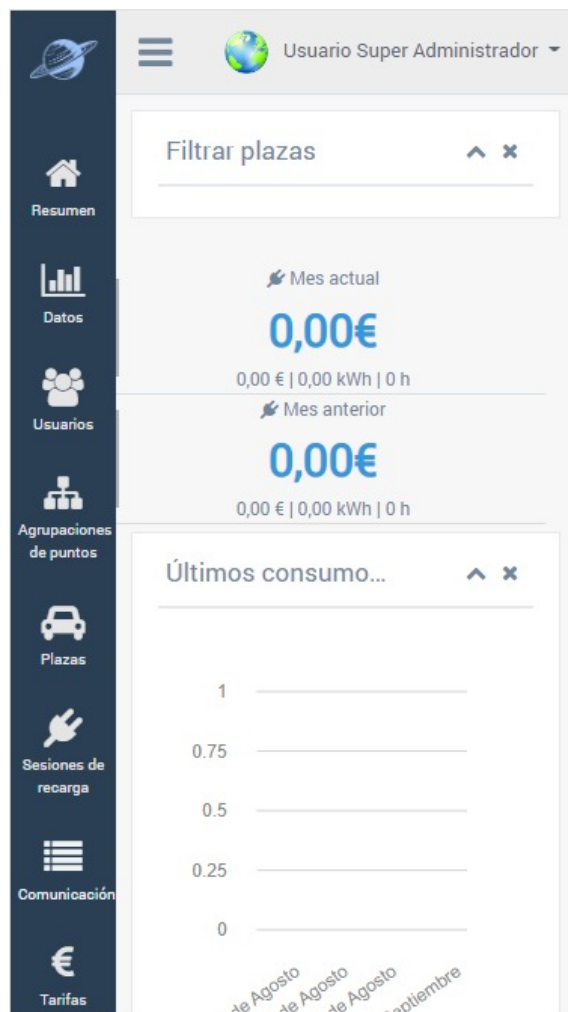 Usuario Super Administrador
Filtrar plazas
Resumen
Datos
Usuarios
Agrupaciones
de puntos
Plazas
Sesiones de
recarga
Comunicación
€
Tarifas
Mes actual
0,00€
0,00 € | 0,00 kWh | 0 h
Mes anterior
0,00€
0,00 € | 0,00 kWh | 0 h
Últimos consumo...
1
0.75
0.5
0.25
0
de Agosto
de Agosto
de Agosto